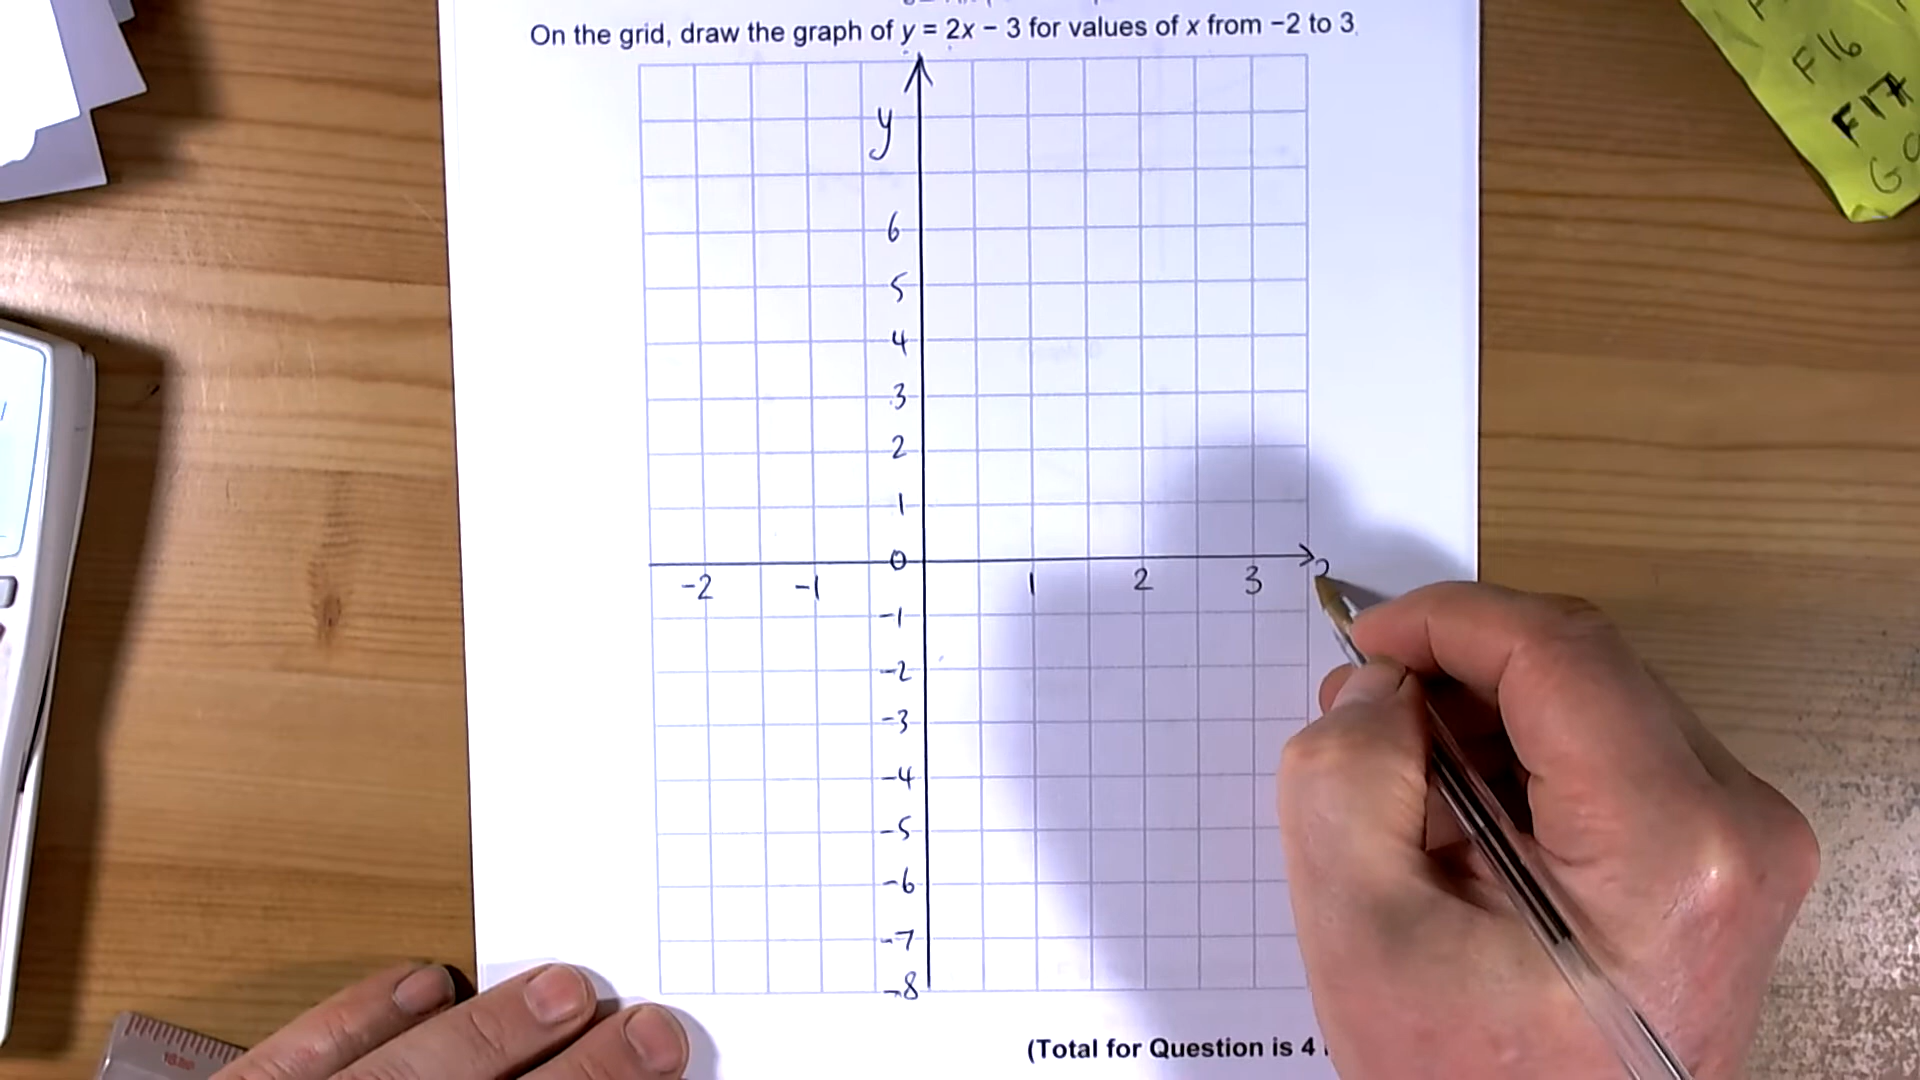 On the grid, draw the graph of y = 2x − 3 for values of x from −2 to 3.
y
6
5
4
3
2
1
0
-2 -1 1 2 3
-1
-2
-3
-4
-5
-6
-7
-8
(Total for Question is 4
F16
F17